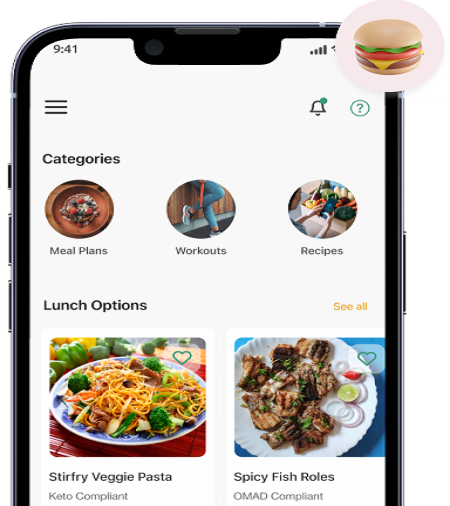 9:41
Categories
Meal Plans Workouts Recipes
Lunch Options See all
Stirfry Veggie Pasta Spicy Fish Roles
Keto Compliant OMAD Compliant